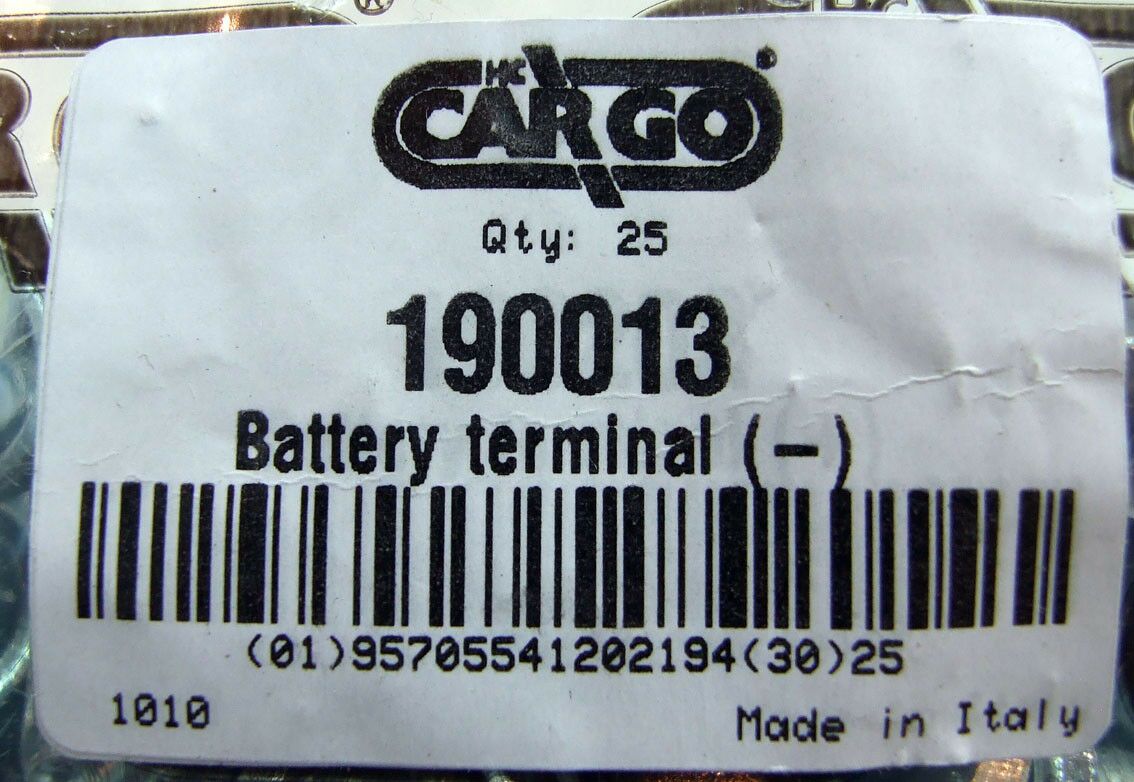 HC
CARGO®
Qty: 25
190013
Battery terminal (-)
(01)95705541202194(30)25
1010
Made in Italy